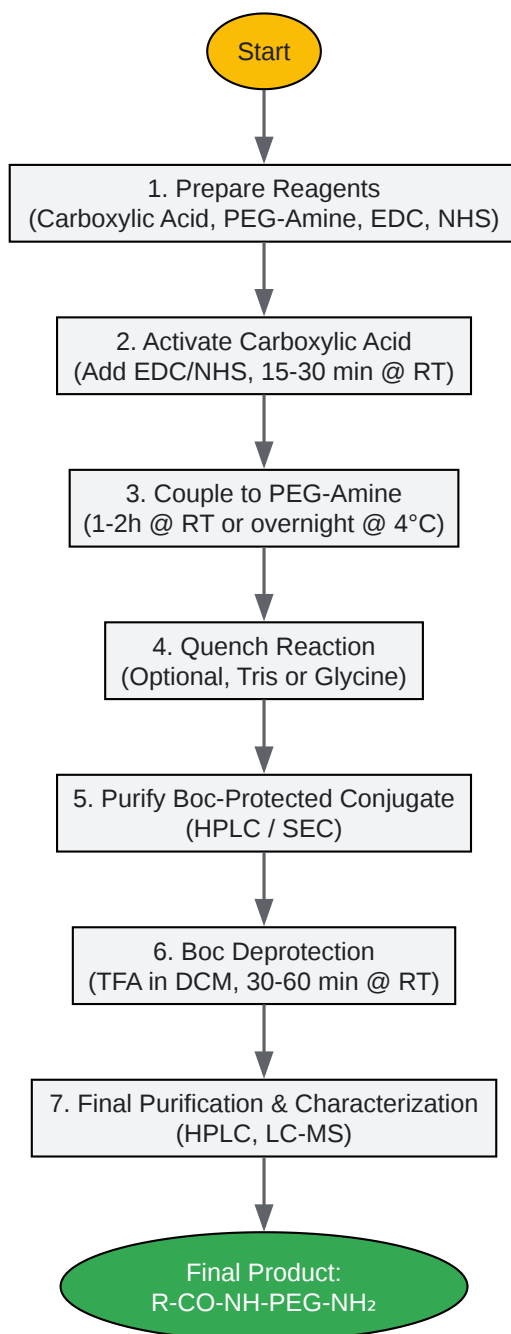 Start
1. Prepare Reagents
(Carboxylic Acid, PEG-Amine, EDC, NHS)
2. Activate Carboxylic Acid
(Add EDC/NHS, 15-30 min @ RT)
3. Couple to PEG-Amine
(1-2h @ RT or overnight @ 4°C)
4. Quench Reaction
(Optional, Tris or Glycine)
5. Purify Boc-Protected Conjugate
(HPLC / SEC)
6. Boc Deprotection
(TFA in DCM, 30-60 min @ RT)
7. Final Purification & Characterization
(HPLC, LC-MS)
Final Product:
R-CO-NH-PEG-NH₂